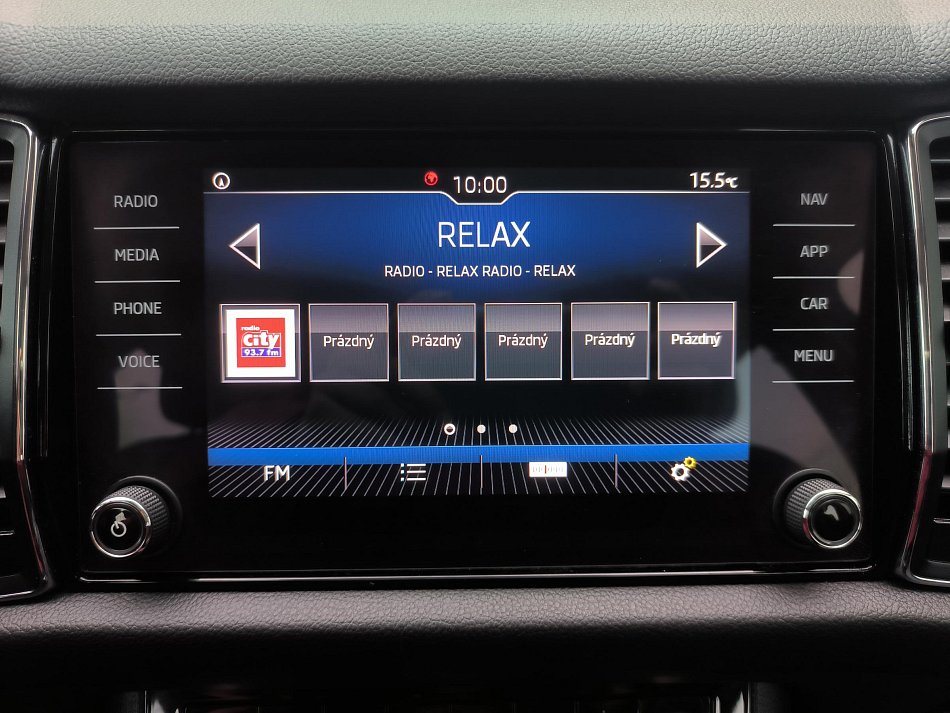 10:00
15.5°C
RADIO
MEDIA
PHONE
VOICE
RELAX
RADIO - RELAX RADIO - RELAX
radio
city
93.7 fm
Prázdný
Prázdný
Prázdný
Prázdný
Prázdný
FM
NAV
APP
CAR
MENU